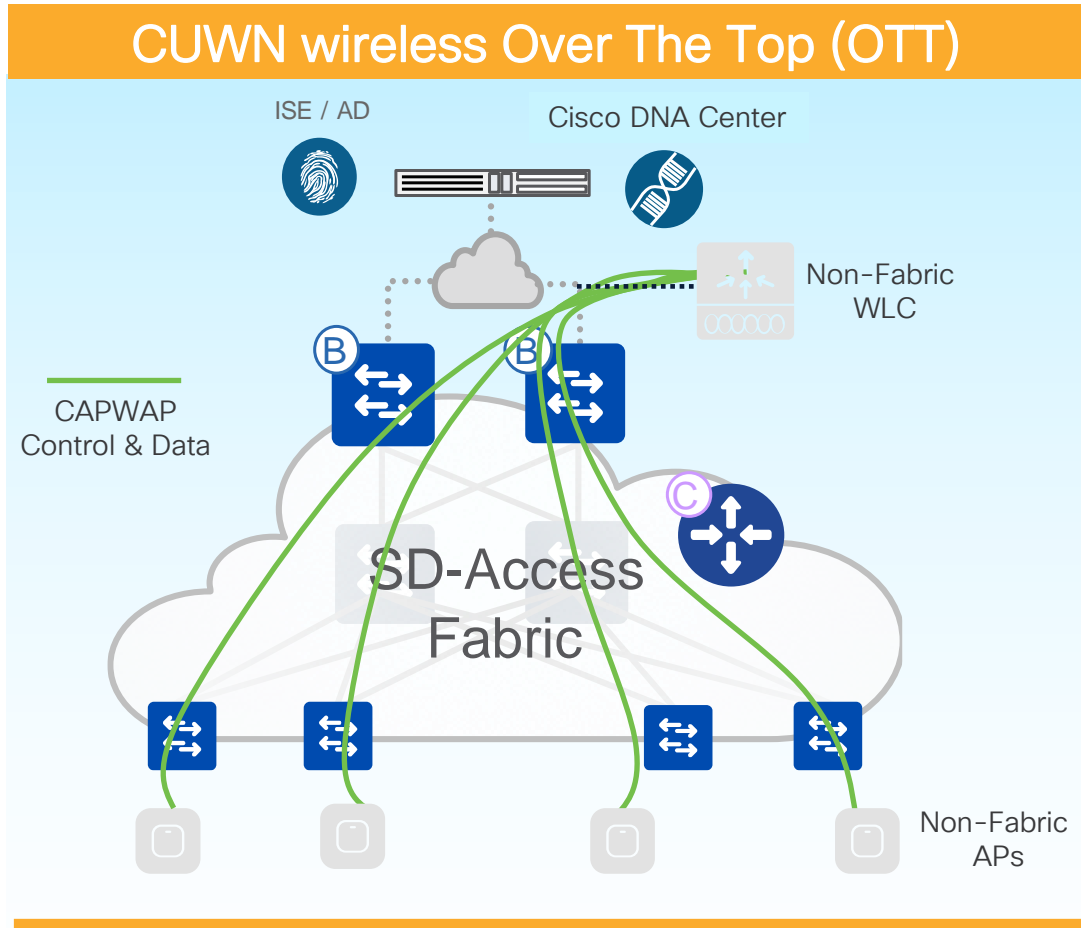 CUWN wireless Over The Top (OTT)
ISE / AD
Cisco DNA Center
Non-Fabric
WLC
B
B
CAPWAP
Control & Data
C
SD-Access
Fabric
Non-Fabric
APs